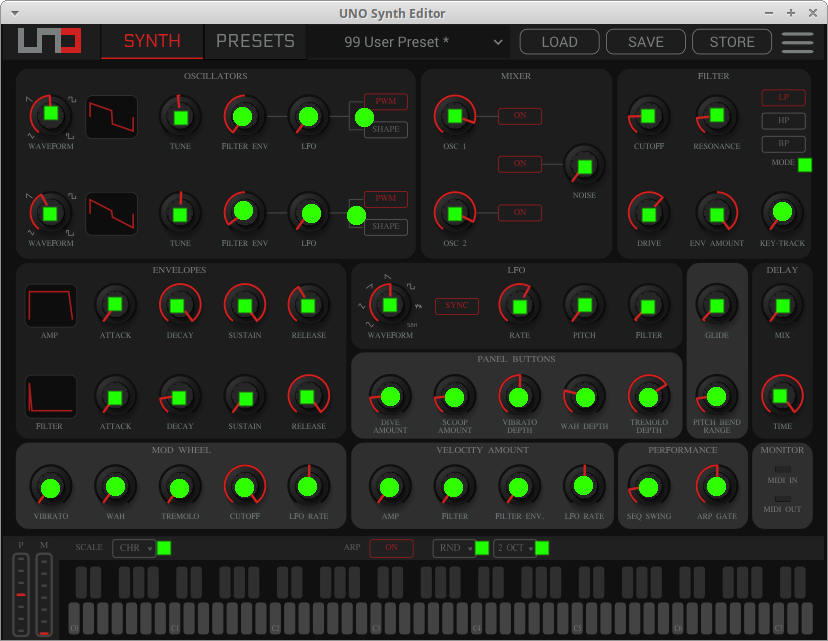 UNO Synth Editor
UNO SYNTH PRESETS 99 User Preset * LOAD SAVE STORE
OSCILLATORS MIXER FILTER
PWM LP
ON
SHAPE HP
WAVEFORM TUNE FILTER ENV LFO OSC 1 CUTOFF RESONANCE BP
ON MODE
NOISE
PWM
ON
SHAPE
WAVEFORM TUNE FILTER ENV LFO OSC 2 DRIVE ENV AMOUNT KEY-TRACK
ENVELOPES LFO DELAY
SYNC
S&H
AMP ATTACK DECAY SUSTAIN RELEASE WAVEFORM RATE PITCH FILTER GLIDE MIX
PANEL BUTTONS
FILTER ATTACK DECAY SUSTAIN RELEASE DIVE AMOUNT SCOOP AMOUNT VIBRATO DEPTH WAH DEPTH TREMOLO DEPTH PITCH BEND RANGE TIME
MOD WHEEL VELOCITY AMOUNT PERFORMANCE MONITOR
MIDI IN
MIDI OUT
VIBRATO WAH TREMOLO CUTOFF LFO RATE AMP FILTER FILTER ENV. LFO RATE SEQ SWING ARP GATE
P M SCALE CHR ARP ON RND 2 OCT
C0 C1 C2 C3 C4 C5 C6 C7